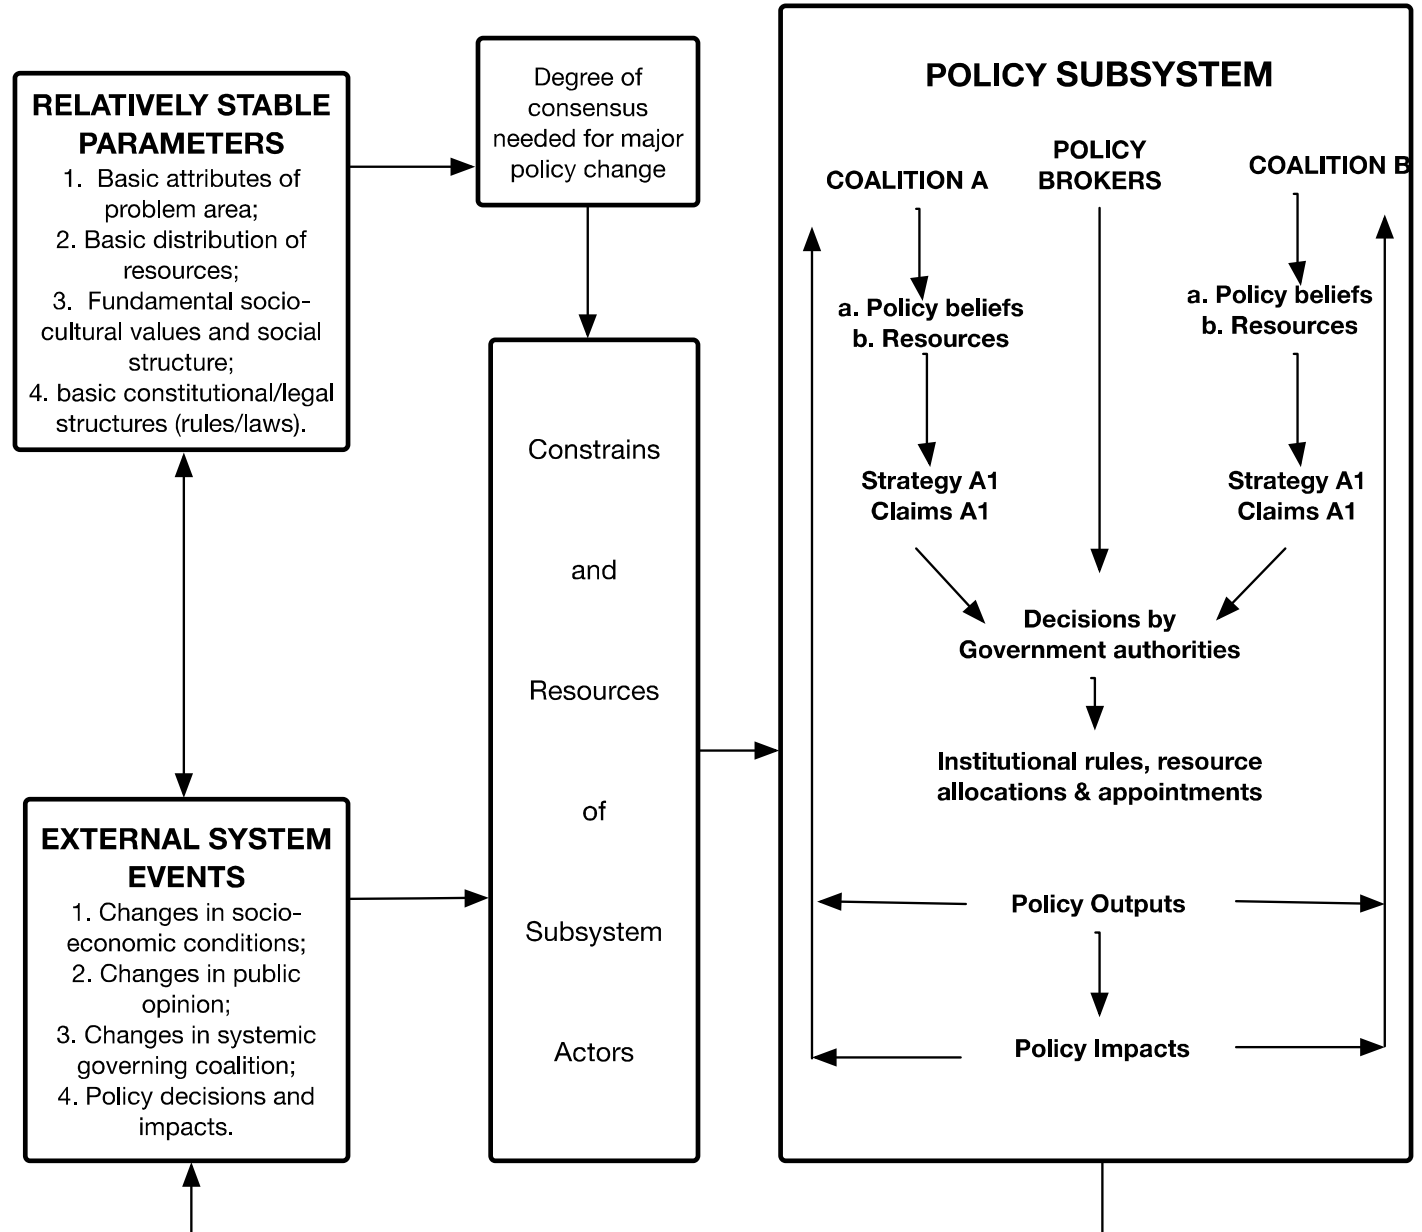 RELATIVELY STABLE
PARAMETERS
1. Basic attributes of
problem area;
2. Basic distribution of
resources;
3. Fundamental socio-
cultural values and social
structure;
4. basic constitutional/legal
structures (rules/laws).
EXTERNAL SYSTEM
EVENTS
1. Changes in socio-
economic conditions;
2. Changes in public
opinion;
3. Changes in systemic
governing coalition;
4. Policy decisions and
impacts.
Degree of
consensus
needed for major
policy change
Constrains
and
Resources
of
Subsystem
Actors
POLICY SUBSYSTEM
COALITION A
POLICY
BROKERS
COALITION B
a. Policy beliefs
b. Resources
a. Policy beliefs
b. Resources
Strategy A1
Claims A1
Strategy A1
Claims A1
Decisions by
Government authorities
Institutional rules, resource
allocations & appointments
Policy Outputs
Policy Impacts